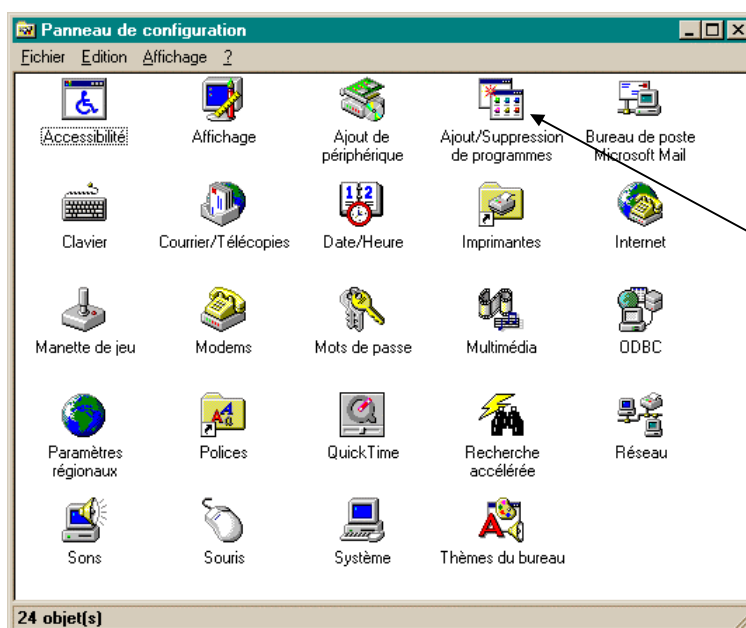 Panneau de configuration
Fichier Edition Affichage ?
Accessibilité
Affichage
Ajout de
périphérique
Ajout/Suppression
de programmes
Bureau de poste
Microsoft Mail
Clavier
Courrier/Télécopies
Date/Heure
Imprimantes
Internet
Manette de jeu
Modems
Mots de passe
Multimédia
ODBC
Paramètres
régionaux
Polices
QuickTime
Recherche
accélérée
Réseau
Sons
Souris
Système
Thèmes du bureau
24 objet(s)